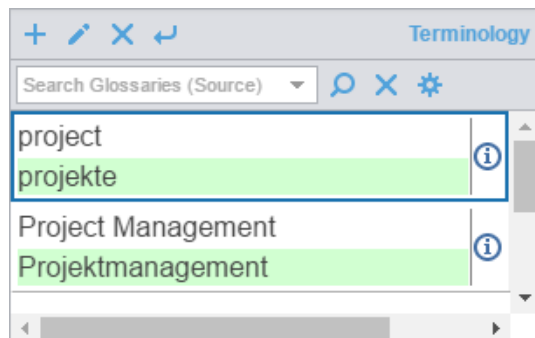 Terminology
Search Glossaries (Source)
project
projekte
Project Management
Projektmanagement